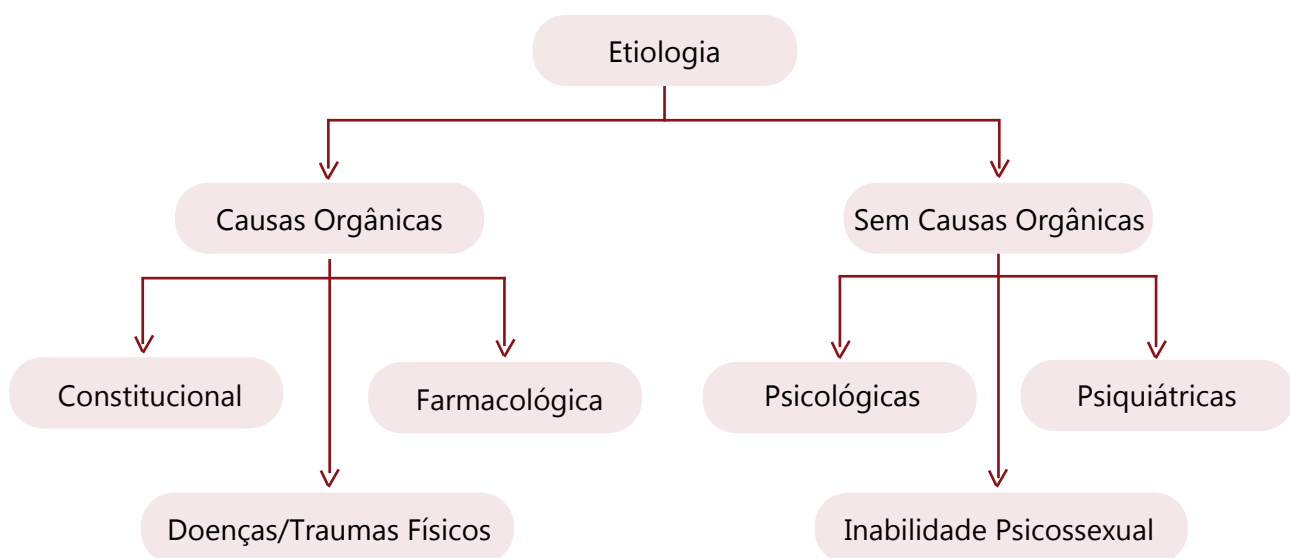 Etiologia
Causas Orgânicas
Sem Causas Orgânicas
Constitucional
Farmacológica
Psicológicas
Psiquiátricas
Doenças/Traumas Físicos
Inabilidade Psicossexual